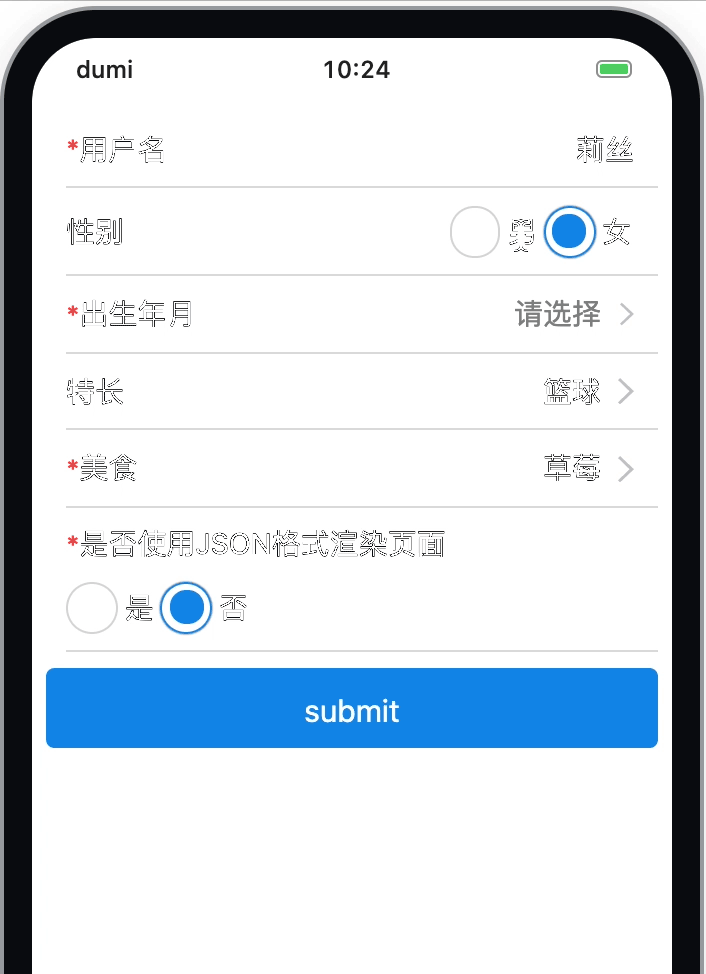 dumi 10:24
*用户名 莉丝
性别 男 女
*出生年月 请选择
特长 篮球
*美食 草莓
*是否使用JSON格式渲染页面
是 否
submit